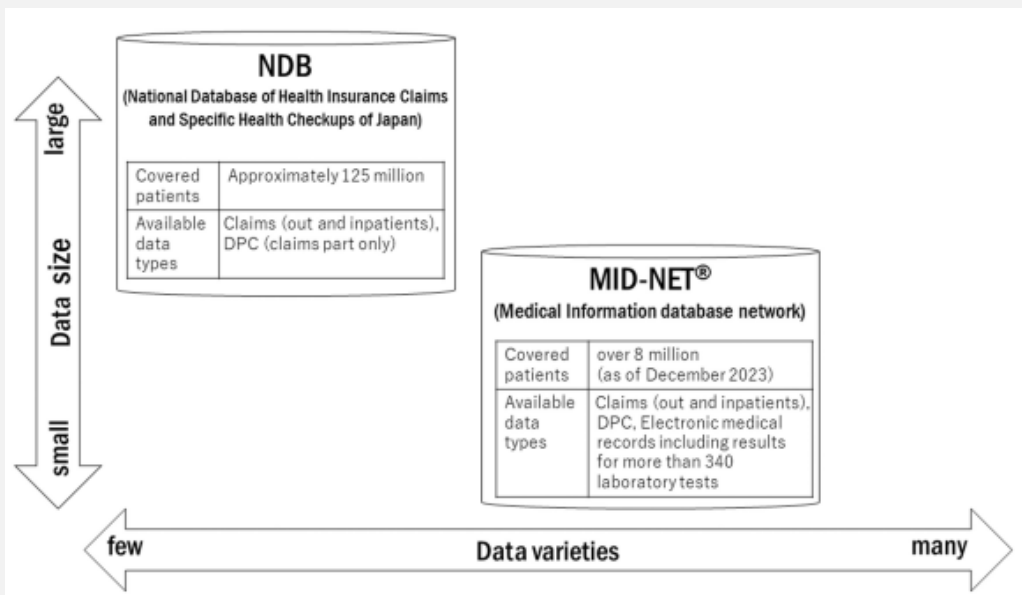 NDB
(National Database of Health Insurance Claims
and Specific Health Checkups of Japan)
Covered
patients
Approximately 125 million
Available
data
types
Claims (out and inpatients),
DPC (claims part only)
MID-NET®
(Medical Information database network)
Covered
patients
over 8 million
(as of December 2023)
Available
data
types
Claims (out and inpatients),
DPC, Electronic medical
records including results
for more than 340
laboratory tests
large
Data size
small
few
Data varieties
many